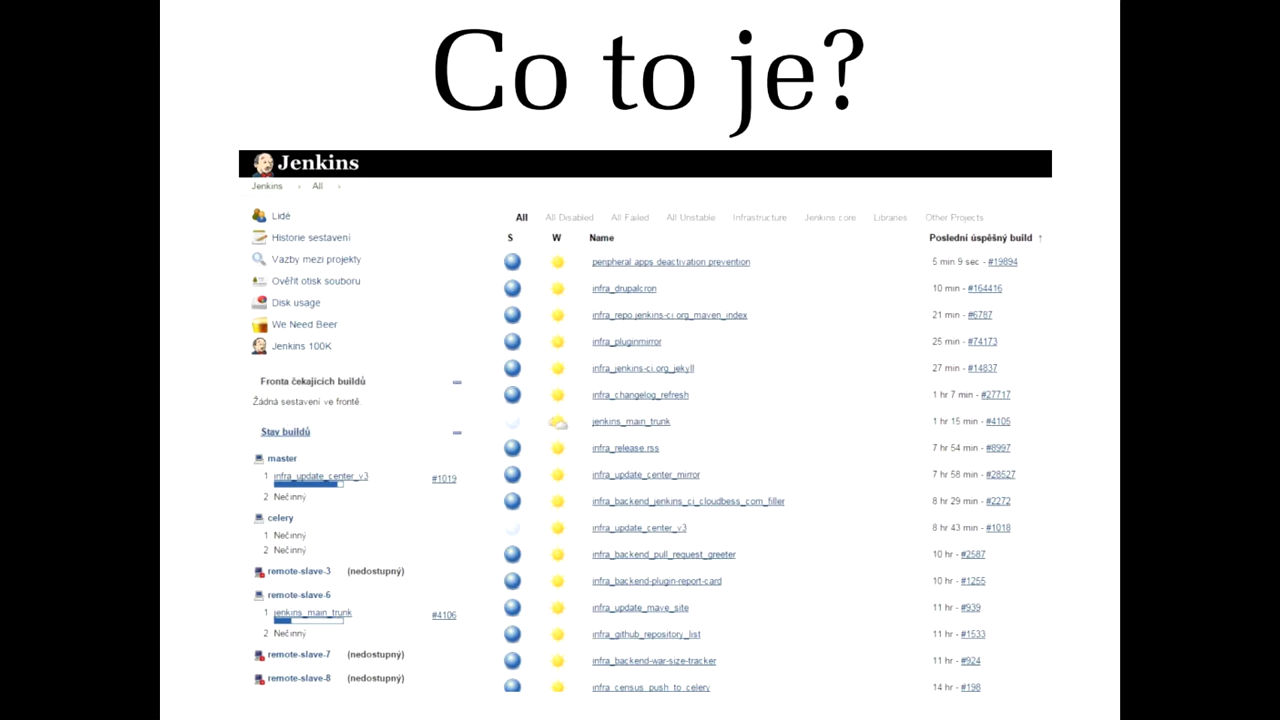 Co to je?
Jenkins
Jenkins › All ›
Lidé
Historie sestavení
Vazby mezi projekty
Ověřit otisk souboru
Disk usage
We Need Beer
Jenkins 100K
Fronta čekajících buildů
Žádná sestavení ve frontě.
Stav buildů
master
1 infra_update_center_v3 #1019
2 Nečinný
celery
1 Nečinný
2 Nečinný
remote-slave-3 (nedostupný)
remote-slave-6
1 jenkins_main_trunk #4106
2 Nečinný
remote-slave-7 (nedostupný)
remote-slave-8 (nedostupný)
All All Disabled All Failed All Unstable Infrastructure Jenkins core Libraries Other Projects
S W Name Poslední úspěšný build ↑
peripheral apps deactivation prevention 5 min 9 sec - #19894
infra_drupalcron 10 min - #164416
infra_repo.jenkins-ci.org_maven_index 21 min - #6787
infra_pluginmirror 25 min - #74173
infra_jenkins-ci.org_jekyll 27 min - #14837
infra_changelog_refresh 1 hr 7 min - #27717
jenkins_main_trunk 1 hr 15 min - #4105
infra_release.rss 7 hr 54 min - #8997
infra_update_center_mirror 7 hr 58 min - #28527
infra_backend_jenkins_ci_cloudbess_com_filler 8 hr 29 min - #2272
infra_update_center_v3 8 hr 43 min - #1018
infra_backend_pull_request_greeter 10 hr - #2587
infra_backend-plugin-report-card 10 hr - #1255
infra_update_mave_site 11 hr - #939
infra_github_repository_list 11 hr - #1533
infra_backend-war-size-tracker 11 hr - #924
infra_census_push_to_celery 14 hr - #198